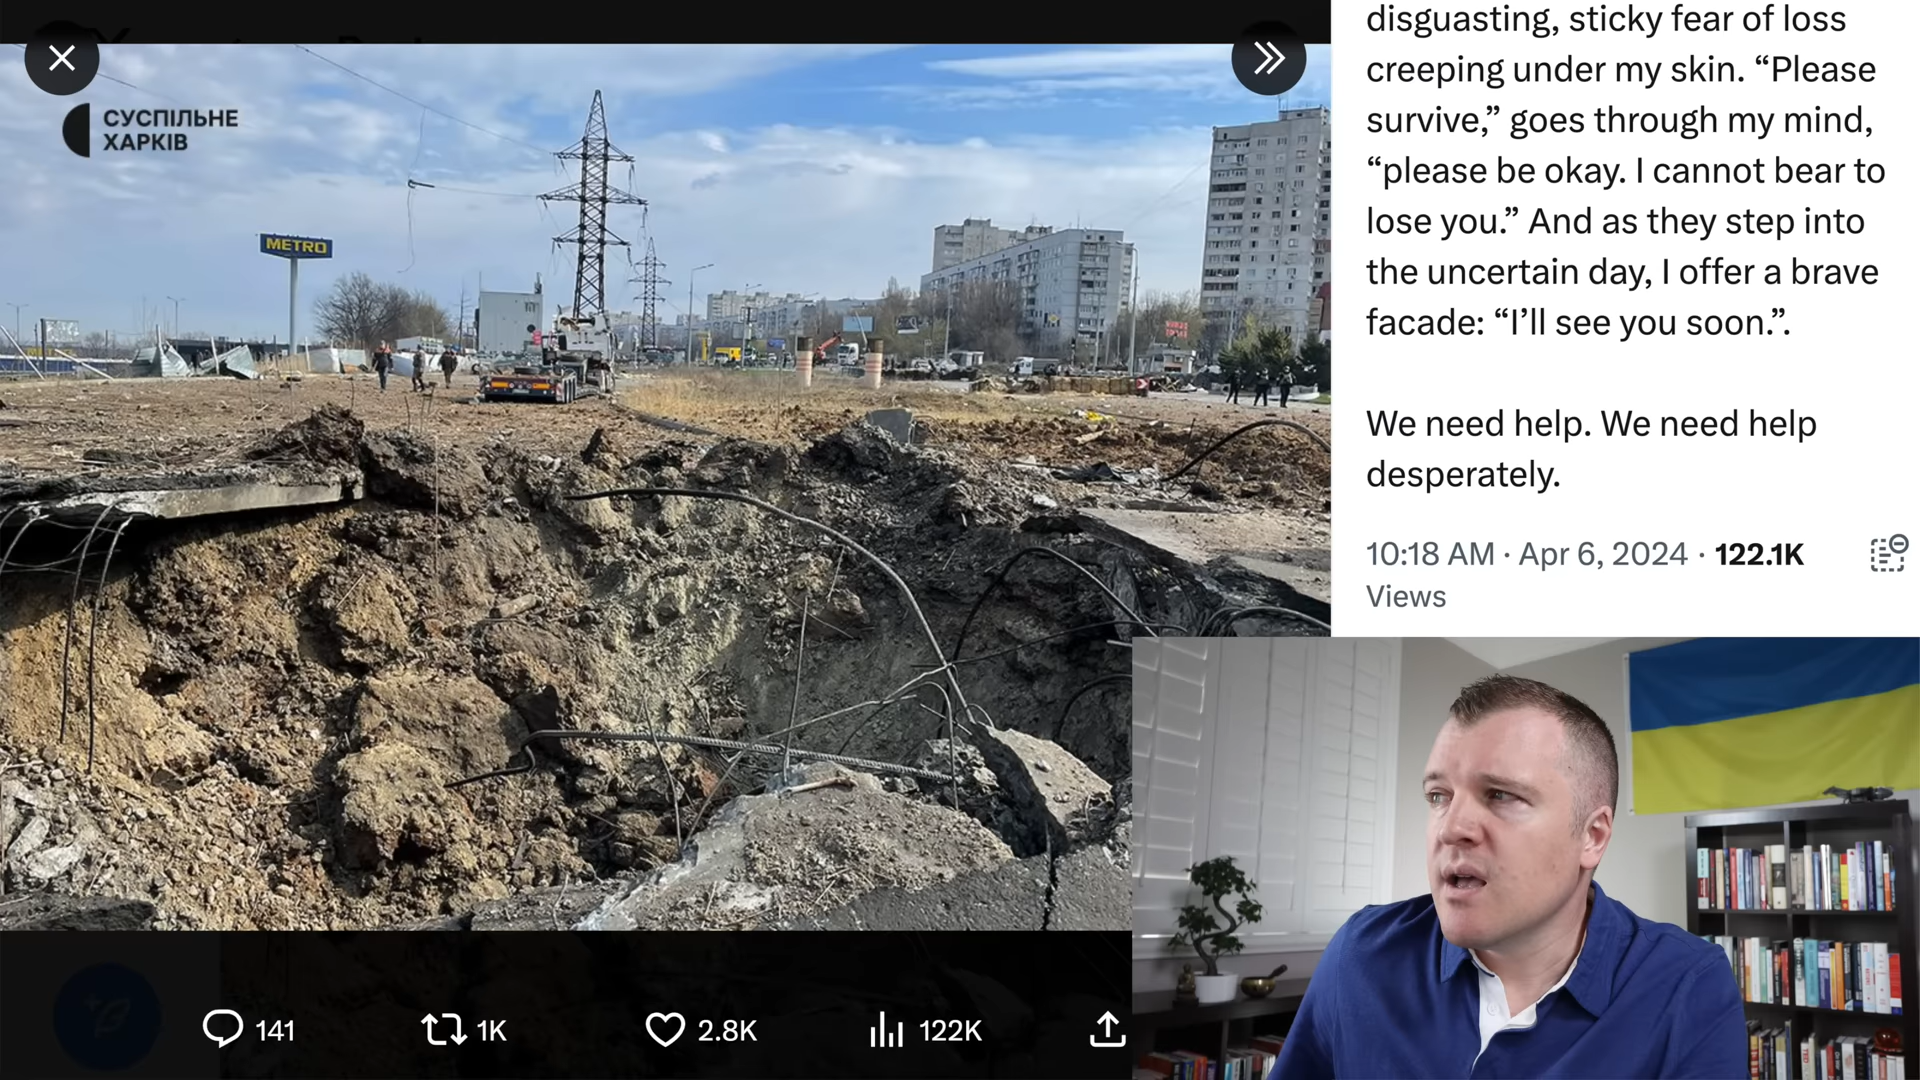 СУСПІЛЬНЕ
ХАРКІВ
METRO
disguasting, sticky fear of loss
creeping under my skin. “Please
survive,” goes through my mind,
“please be okay. I cannot bear to
lose you.” And as they step into
the uncertain day, I offer a brave
facade: “I’ll see you soon.”.
We need help. We need help
desperately.
10:18 AM · Apr 6, 2024 · 122.1K
Views
141
1K
2.8K
122K